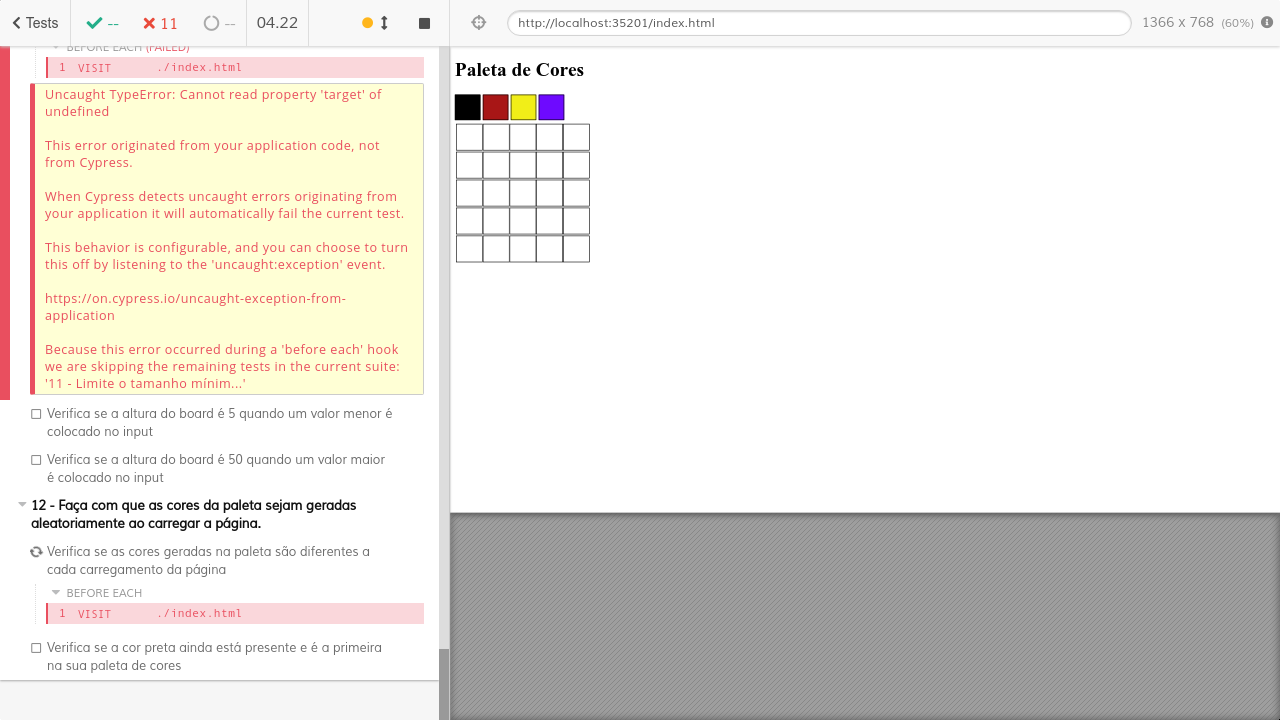 Tests
--
11
--
04.22
http://localhost:35201/index.html
1366 x 768 (60%)
BEFORE EACH (FAILED)
1 VISIT ./index.html
Uncaught TypeError: Cannot read property 'target' of
undefined
This error originated from your application code, not
from Cypress.
When Cypress detects uncaught errors originating from
your application it will automatically fail the current test.
This behavior is configurable, and you can choose to turn
this off by listening to the 'uncaught:exception' event.
https://on.cypress.io/uncaught-exception-from-
application
Because this error occurred during a 'before each' hook
we are skipping the remaining tests in the current suite:
'11 - Limite o tamanho mínim...'
Verifica se a altura do board é 5 quando um valor menor é
colocado no input
Verifica se a altura do board é 50 quando um valor maior
é colocado no input
12 - Faça com que as cores da paleta sejam geradas
aleatoriamente ao carregar a página.
Verifica se as cores geradas na paleta são diferentes a
cada carregamento da página
BEFORE EACH
1 VISIT ./index.html
Verifica se a cor preta ainda está presente e é a primeira
na sua paleta de cores
Paleta de Cores